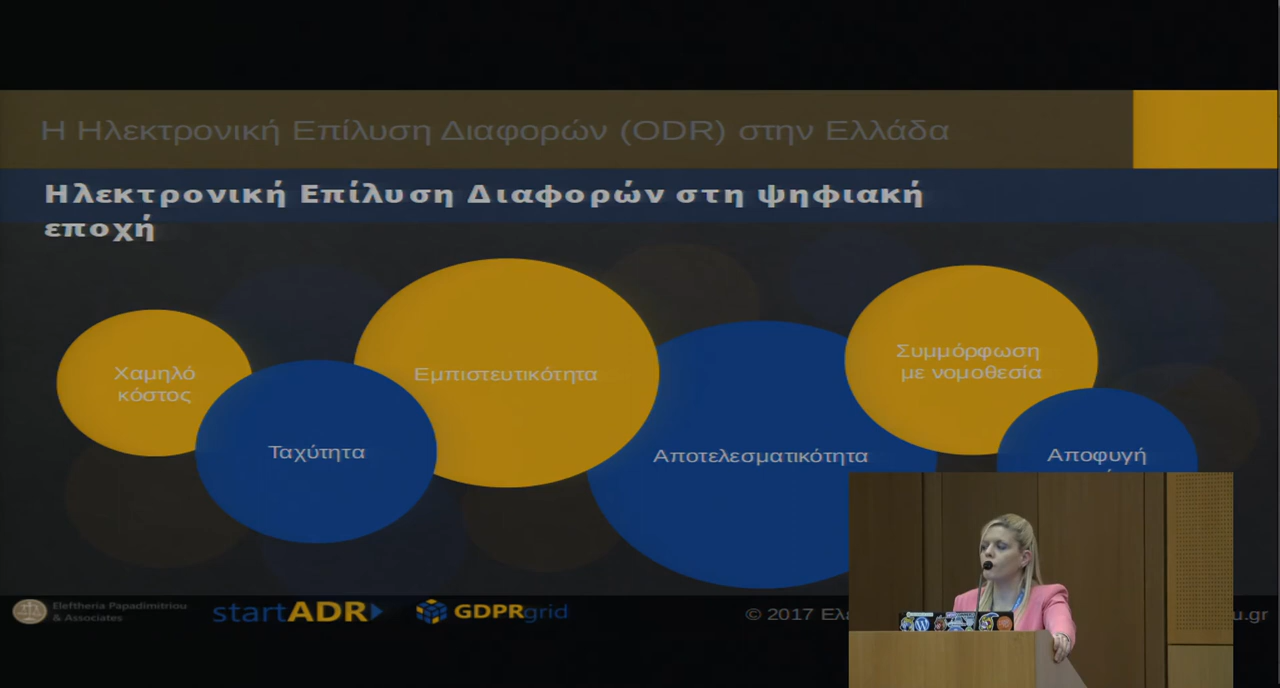 Η Ηλεκτρονική Επίλυση Διαφορών (ODR) στην Ελλάδα
Ηλεκτρονική Επίλυση Διαφορών στη ψηφιακή
εποχή
Χαμηλό
κόστος
Ταχύτητα
Εμπιστευτικότητα
Αποτελεσματικότητα
Συμμόρφωση
με νομοθεσία
Αποφυγή
Eleftheria Papadimitriou
& Associates
startADR
GDPRgrid
© 2017 Ελε
u.gr